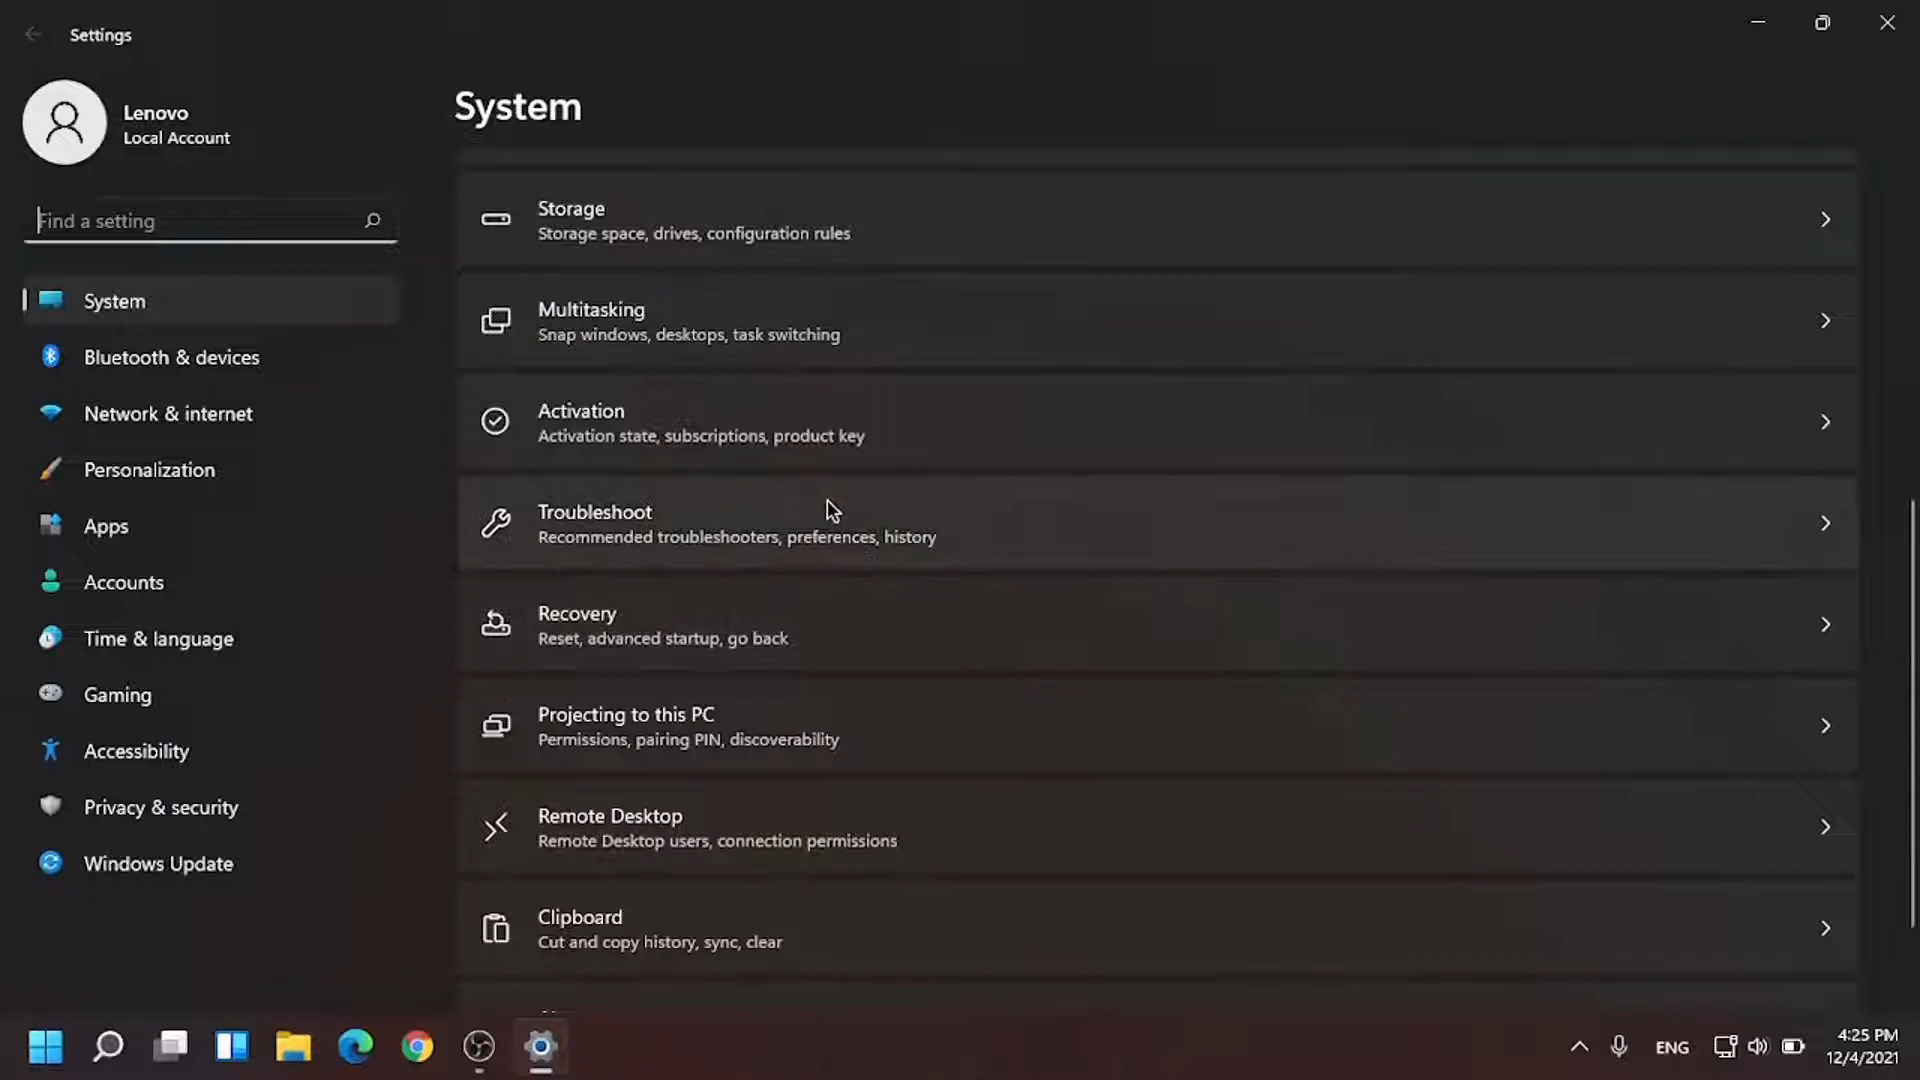 Settings
Lenovo
Local Account
Find a setting
System
Bluetooth & devices
Network & internet
Personalization
Apps
Accounts
Time & language
Gaming
Accessibility
Privacy & security
Windows Update
System
Storage
Storage space, drives, configuration rules
Multitasking
Snap windows, desktops, task switching
Activation
Activation state, subscriptions, product key
Troubleshoot
Recommended troubleshooters, preferences, history
Recovery
Reset, advanced startup, go back
Projecting to this PC
Permissions, pairing PIN, discoverability
Remote Desktop
Remote Desktop users, connection permissions
Clipboard
Cut and copy history, sync, clear
ENG
4:25 PM
12/4/2021